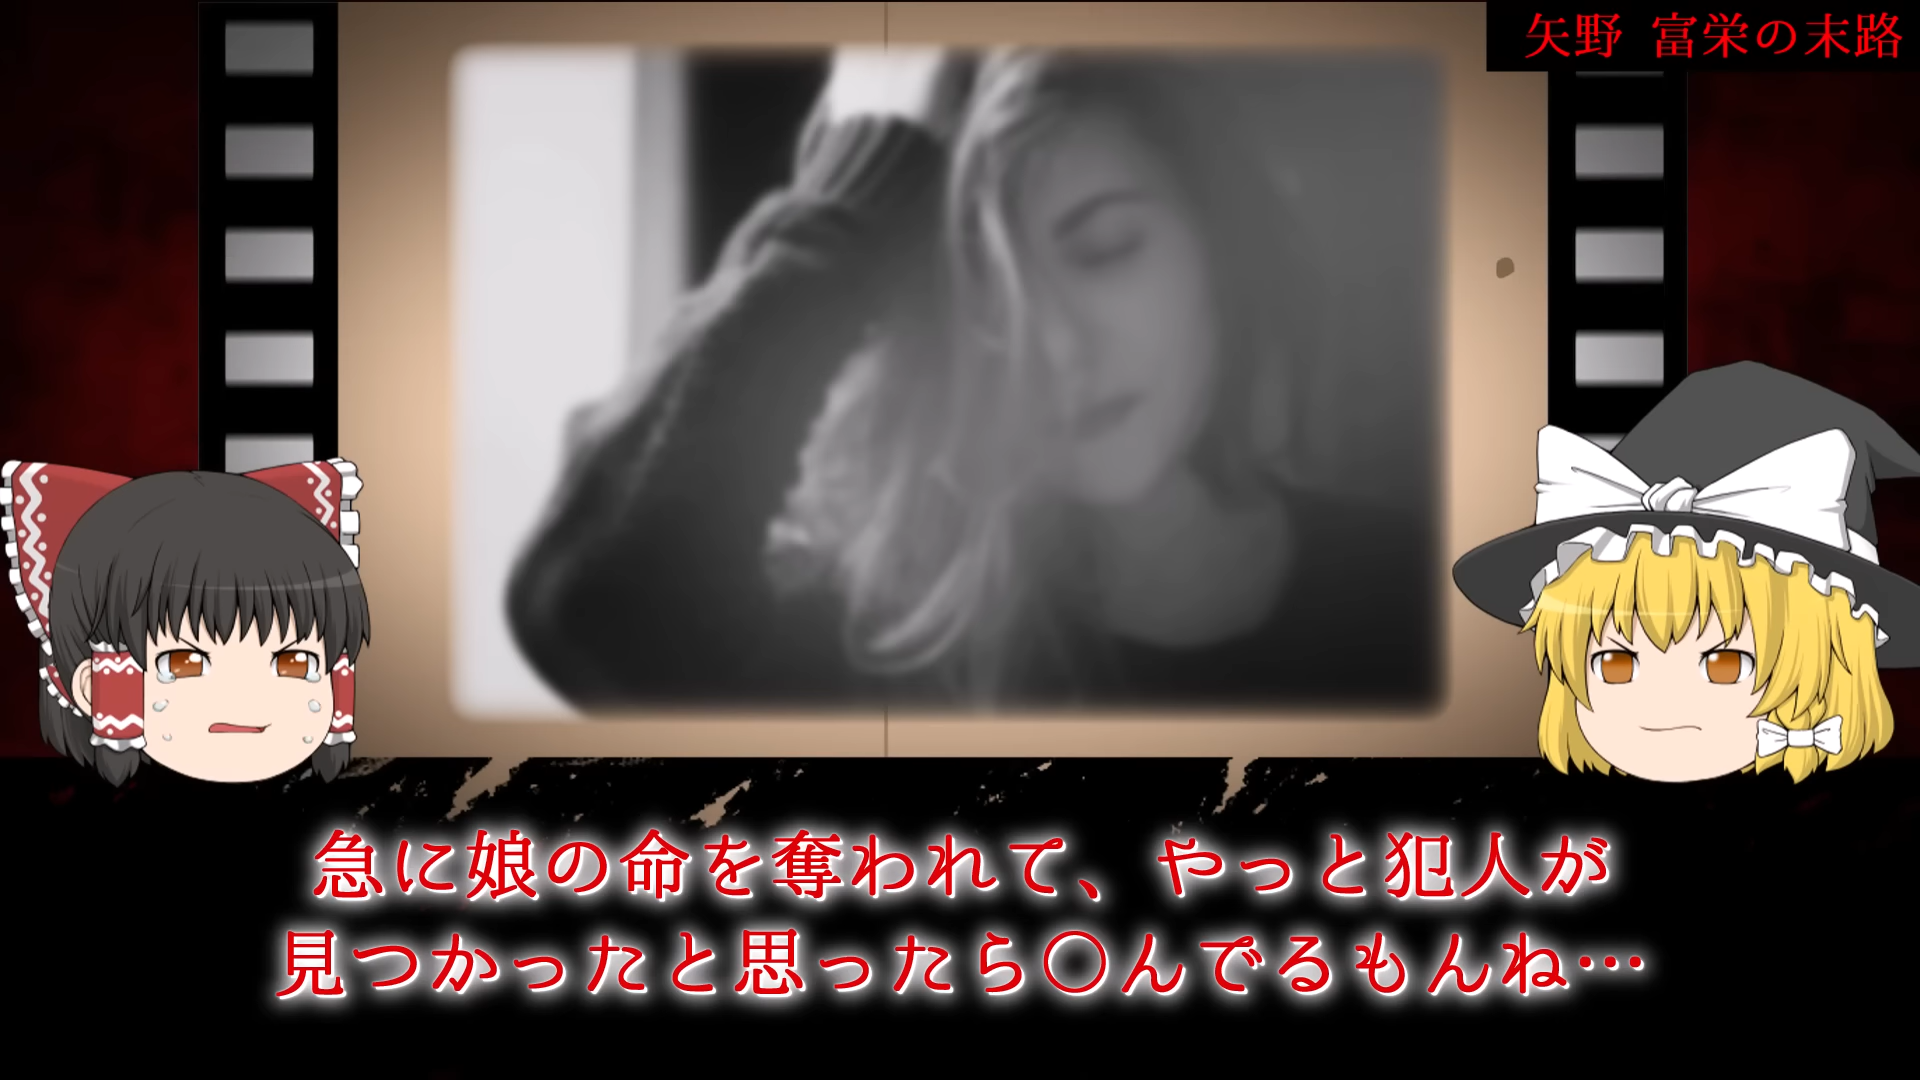 矢野 富栄の末路
急に娘の命を奪われて、やっと犯人が
見つかったと思ったら〇んでるもんね…